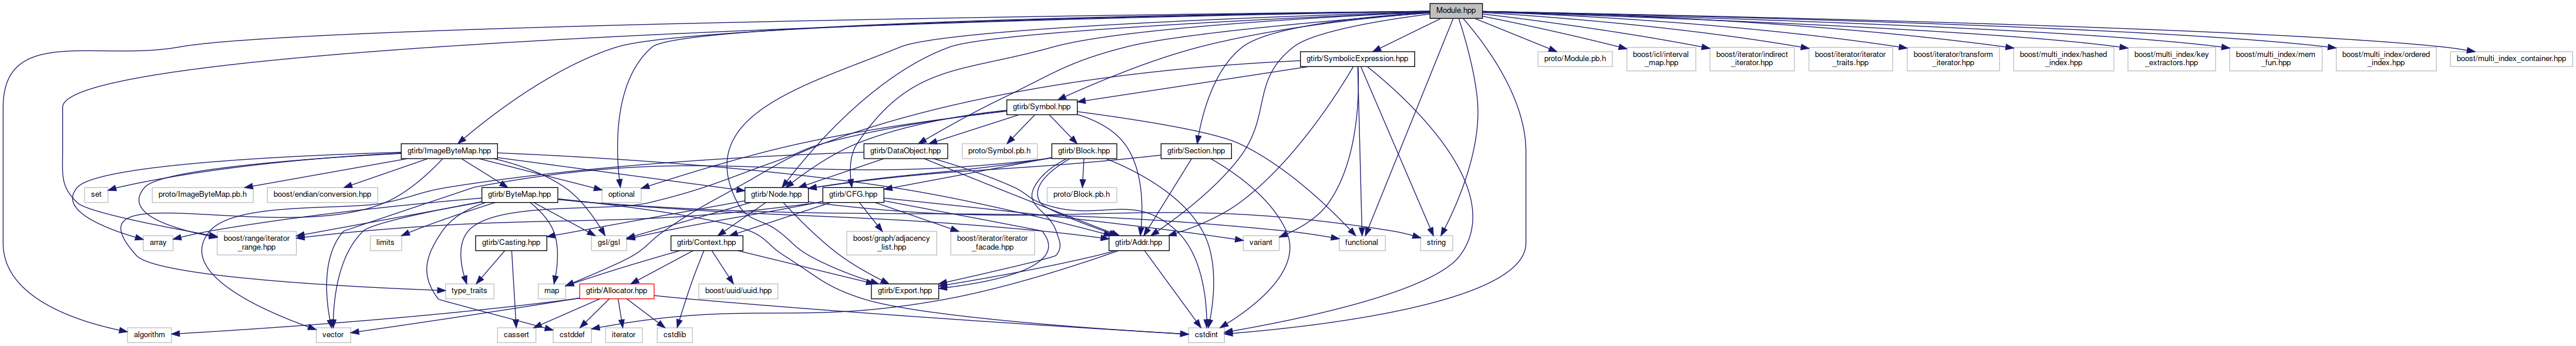 Module.hpp
gtirb/SymbolicExpression.hpp
proto/Module.pb.h
boost/icl/interval
_map.hpp
boost/iterator/indirect
_iterator.hpp
boost/iterator/iterator
_traits.hpp
boost/iterator/transform
_iterator.hpp
boost/multi_index/hashed
_index.hpp
boost/multi_index/key
_extractors.hpp
boost/multi_index/mem
_fun.hpp
boost/multi_index/ordered
_index.hpp
boost/multi_index_container.hpp
gtirb/Symbol.hpp
gtirb/ImageByteMap.hpp
gtirb/DataObject.hpp
proto/Symbol.pb.h
gtirb/Block.hpp
gtirb/Section.hpp
set
proto/ImageByteMap.pb.h
boost/endian/conversion.hpp
gtirb/ByteMap.hpp
optional
gtirb/Node.hpp
gtirb/CFG.hpp
proto/Block.pb.h
array
boost/range/iterator
_range.hpp
limits
gtirb/Casting.hpp
gsl/gsl
gtirb/Context.hpp
boost/graph/adjacency
_list.hpp
boost/iterator/iterator
_facade.hpp
gtirb/Addr.hpp
variant
functional
string
type_traits
map
gtirb/Allocator.hpp
boost/uuid/uuid.hpp
gtirb/Export.hpp
algorithm
vector
cassert
cstddef
iterator
cstdlib
cstdint